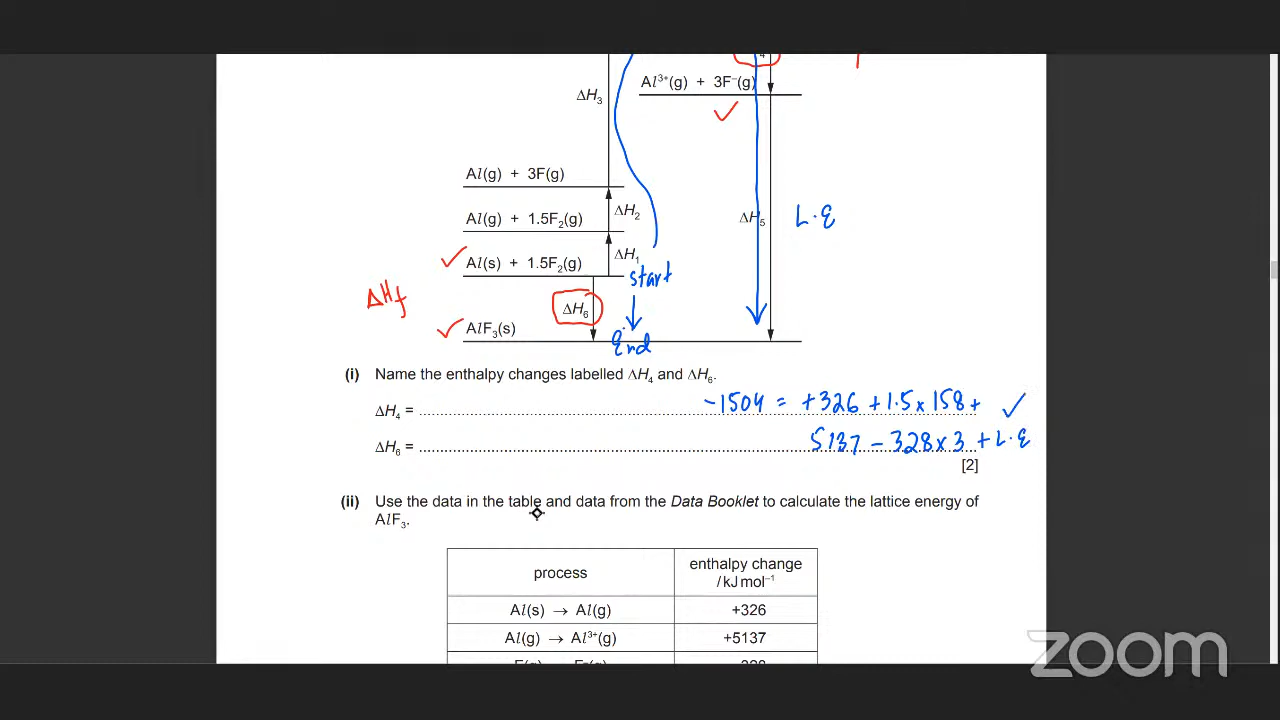 Al³⁺(g) + 3F⁻(g)
ΔH₃
Al(g) + 3F(g)
ΔH₂
Al(g) + 1.5F₂(g)
ΔH₅ L.E
Al(s) + 1.5F₂(g)
ΔH₁
start
ΔHf
ΔH₆
AlF₃(s)
End
(i) Name the enthalpy changes labelled ΔH₄ and ΔH₆.
ΔH₄ = -1504 = +326 + 1.5 × 158 +
ΔH₆ = 5137 - 328 × 3 + L.E
[2]
(ii) Use the data in the table and data from the Data Booklet to calculate the lattice energy of
AlF₃.
process enthalpy change
/kJ mol⁻¹
Al(s) → Al(g) +326
Al(g) → Al³⁺(g) +5137
zoom